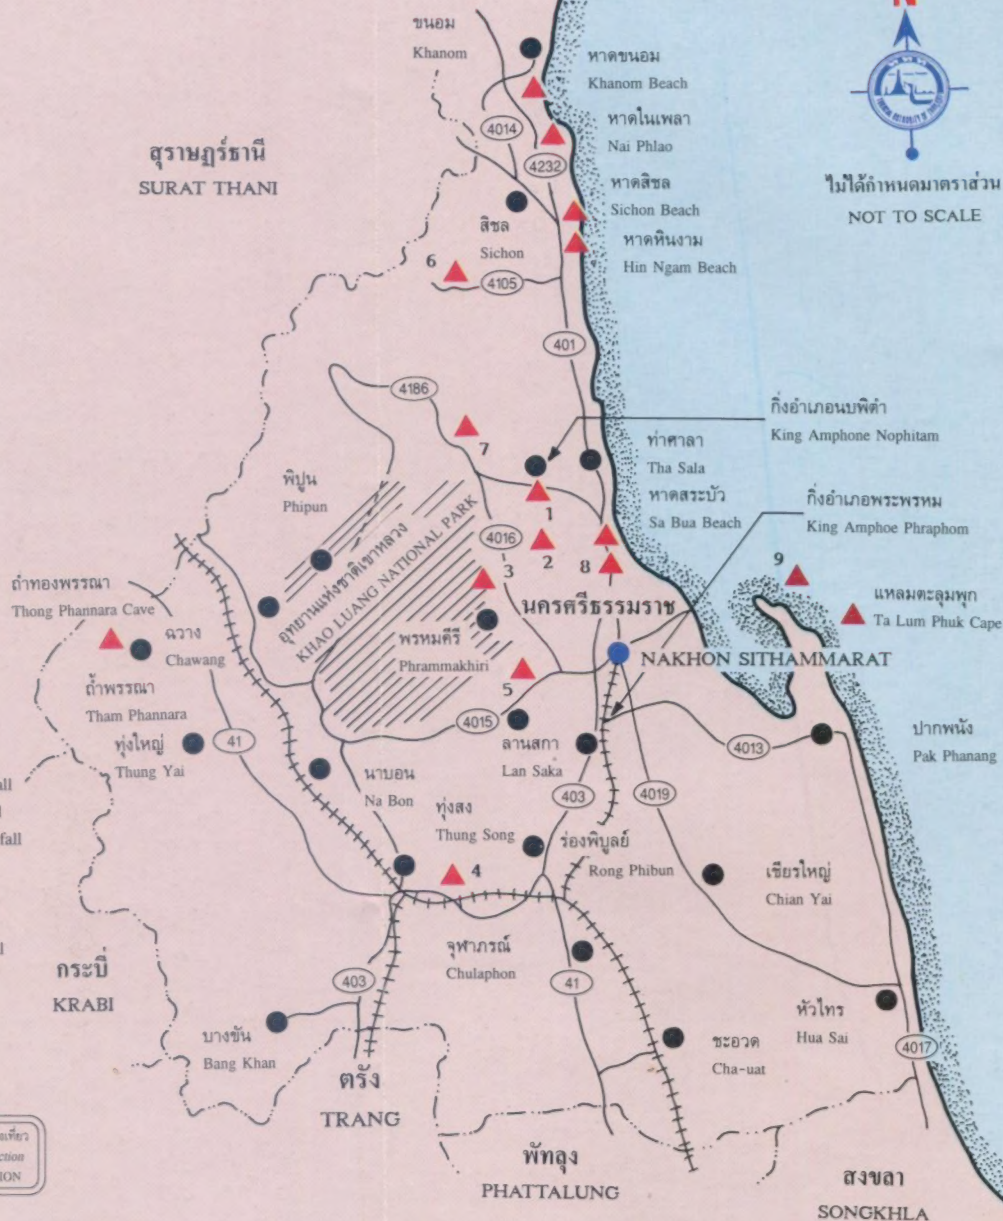 N
ขนอม
Khanom
หาดขนอม
Khanom Beach
หาดในเพลา
Nai Phlao
4014
4232
สุราษฎร์ธานี
SURAT THANI
หาดสิชล
Sichon Beach
ไม่ได้กำหนดมาตราส่วน
NOT TO SCALE
สิชล
Sichon
หาดหินงาม
Hin Ngam Beach
6
4105
401
4186
7
กิ่งอำเภอนบพิตำ
King Amphone Nophitam
ท่าศาลา
Tha Sala
พิปูน
Phipun
หาดสระบัว
Sa Bua Beach
กิ่งอำเภอพระพรหม
King Amphoe Phraphom
1
อุทยานแห่งชาติเขาหลวง
KHAO LUANG NATIONAL PARK
4016
2
3
8
9
ถ้ำทองพรรณา
Thong Phannara Cave
นครศรีธรรมราช
แหลมตะลุมพุก
Ta Lum Phuk Cape
ฉวาง
Chawang
พรหมคีรี
Phrammakhiri
NAKHON SITHAMMARAT
5
ถ้ำพรรณา
Tham Phannara
4015
ทุ่งใหญ่
Thung Yai
41
ลานสกา
Lan Saka
4013
ปากพนัง
Pak Phanang
นาบอน
Na Bon
403
4019
ทุ่งสง
Thung Song
ร่อนพิบูลย์
Rong Phibun
fall
4
เชียรใหญ่
Chian Yai
จุฬาภรณ์
Chulaphon
กระบี่
KRABI
403
41
หัวไทร
Hua Sai
บางขัน
Bang Khan
ชะอวด
Cha-uat
4017
ตรัง
TRANG
พัทลุง
PHATTALUNG
สงขลา
SONGKHLA